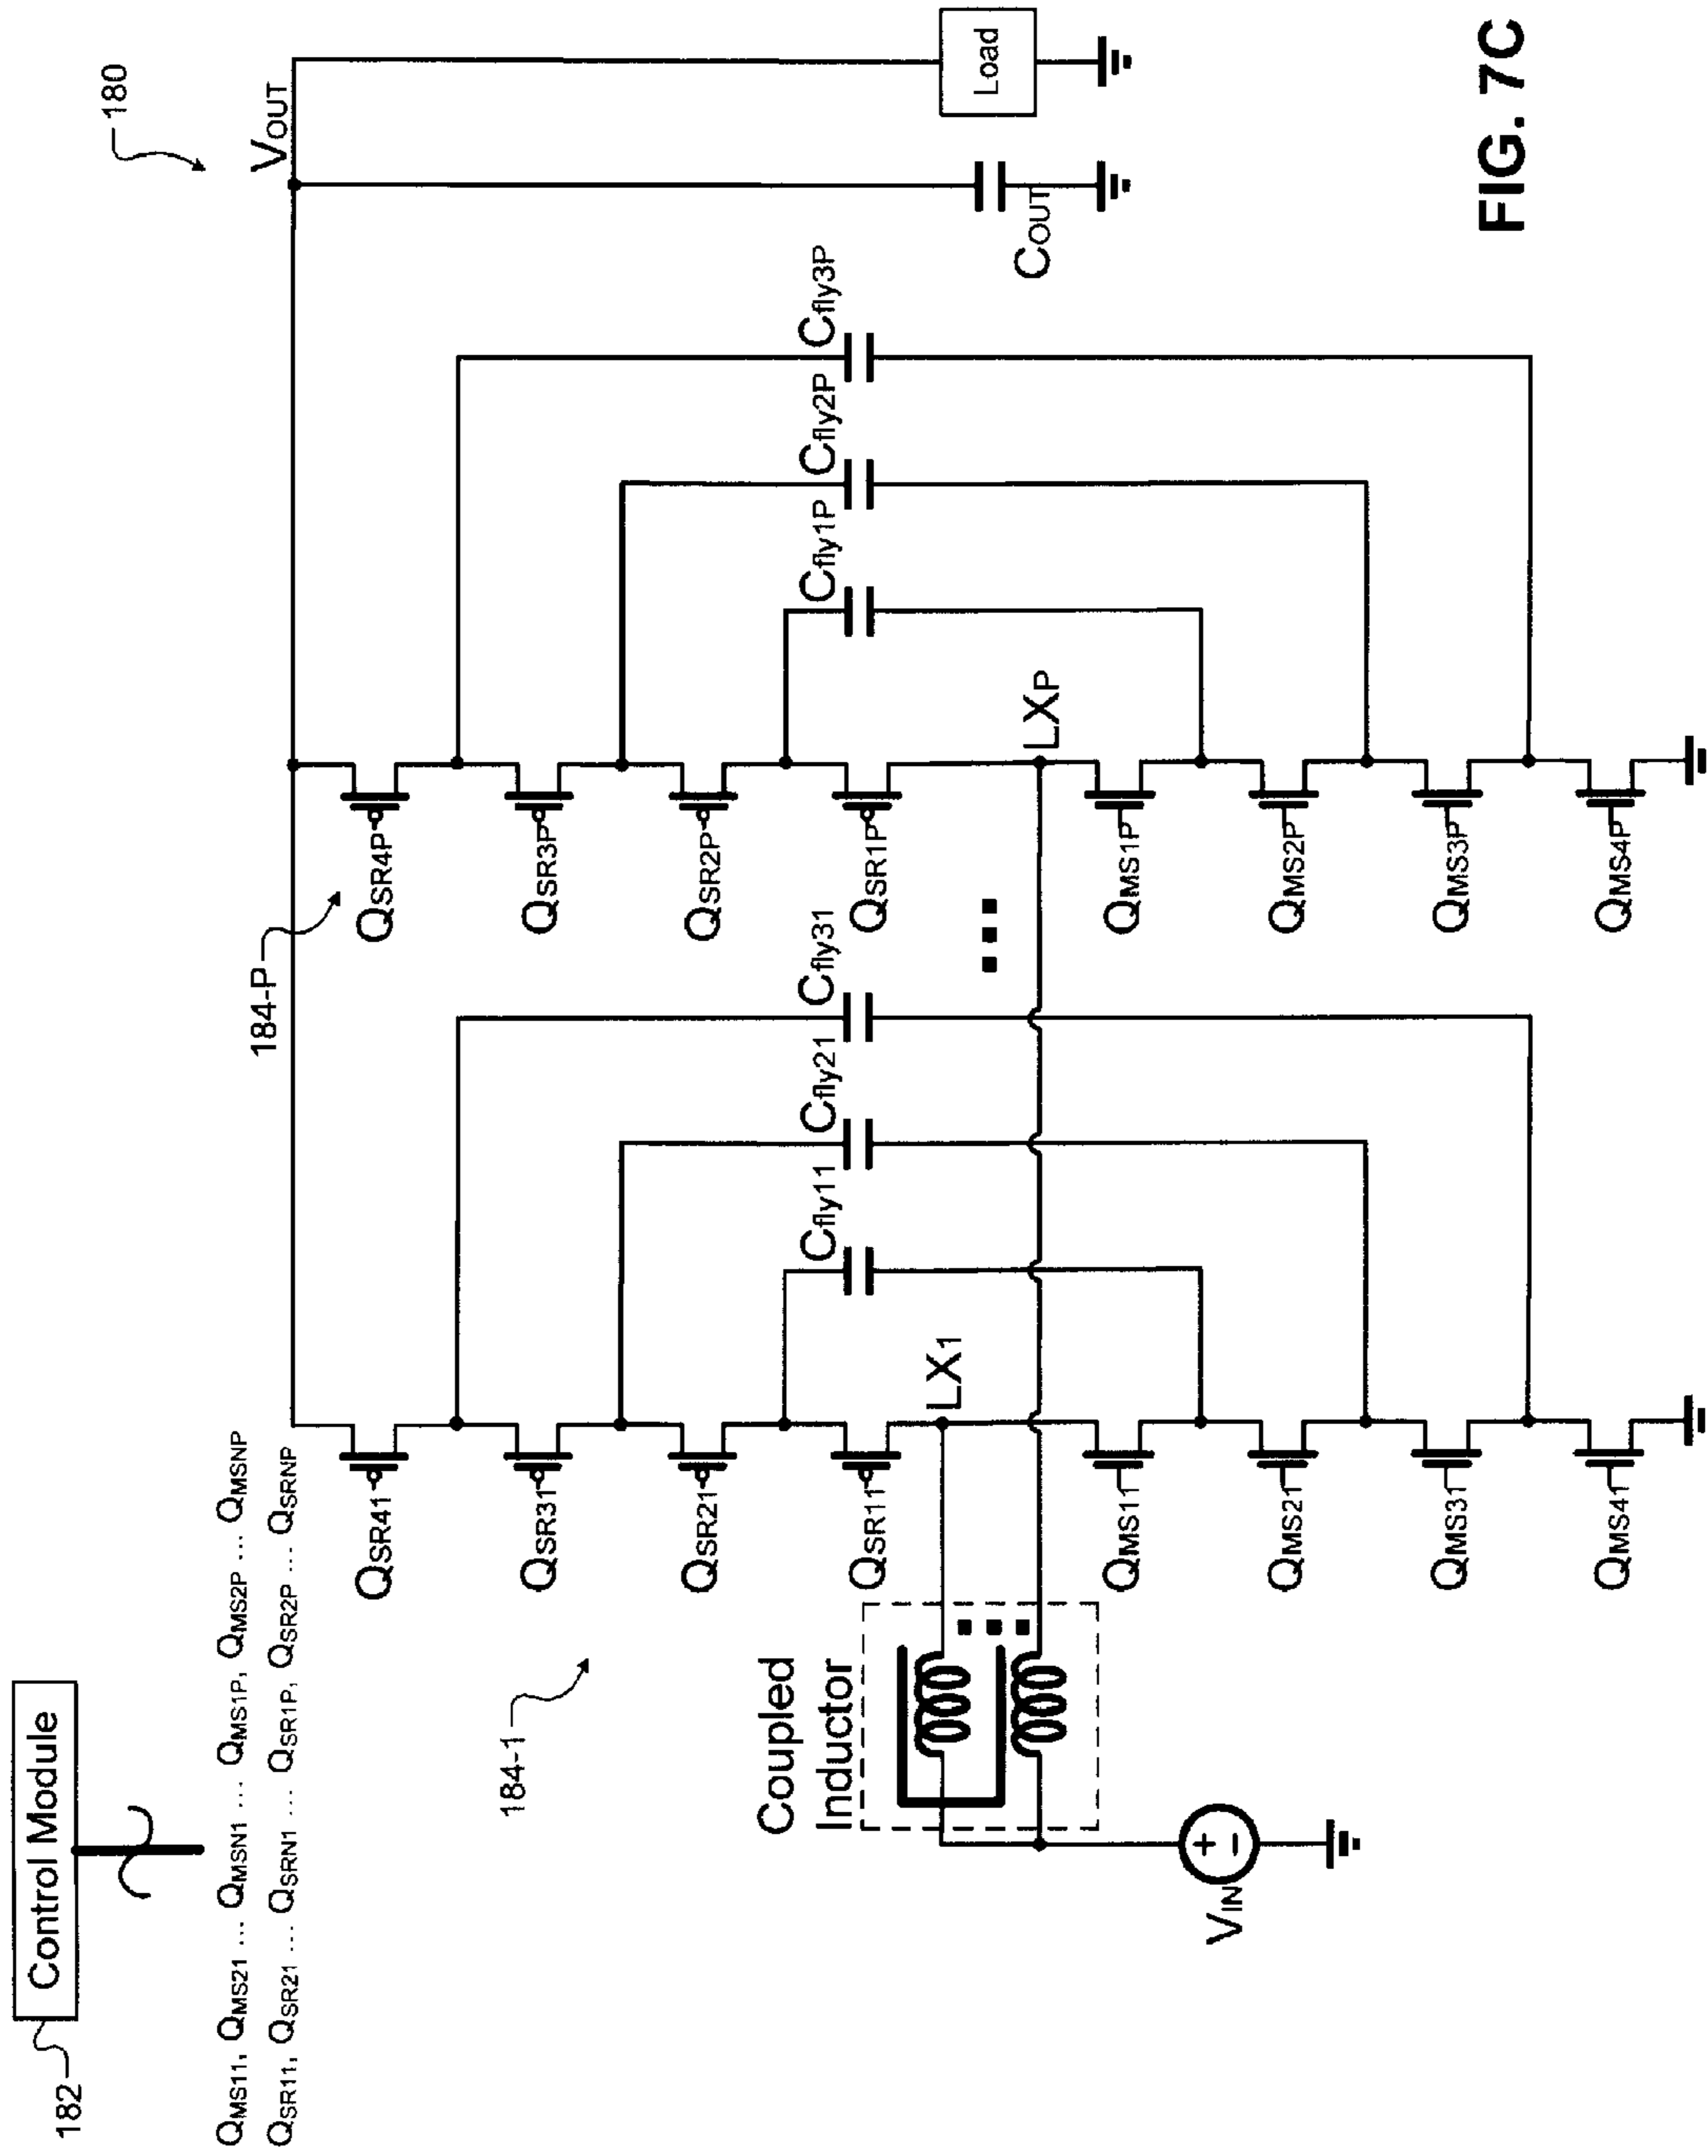 182
Control Module
QMS11, QMS21 ... QMSN1 ... QMS1P, QMS2P ... QMSNP
QSR11, QSR21 ... QSRN1 ... QSR1P, QSR2P ... QSRNP
180
VOUT
184-P
184-1
QSR41
QSR31
QSR21
QSR11
QMS11
QMS21
QMS31
QMS41
LX1
Cfly11
Cfly21
Cfly31
QSR4P
QSR3P
QSR2P
QSR1P
QMS1P
QMS2P
QMS3P
QMS4P
LXP
Cfly1P
Cfly2P
Cfly3P
COUT
Load
Coupled
Inductor
VIN
+
−
FIG. 7C